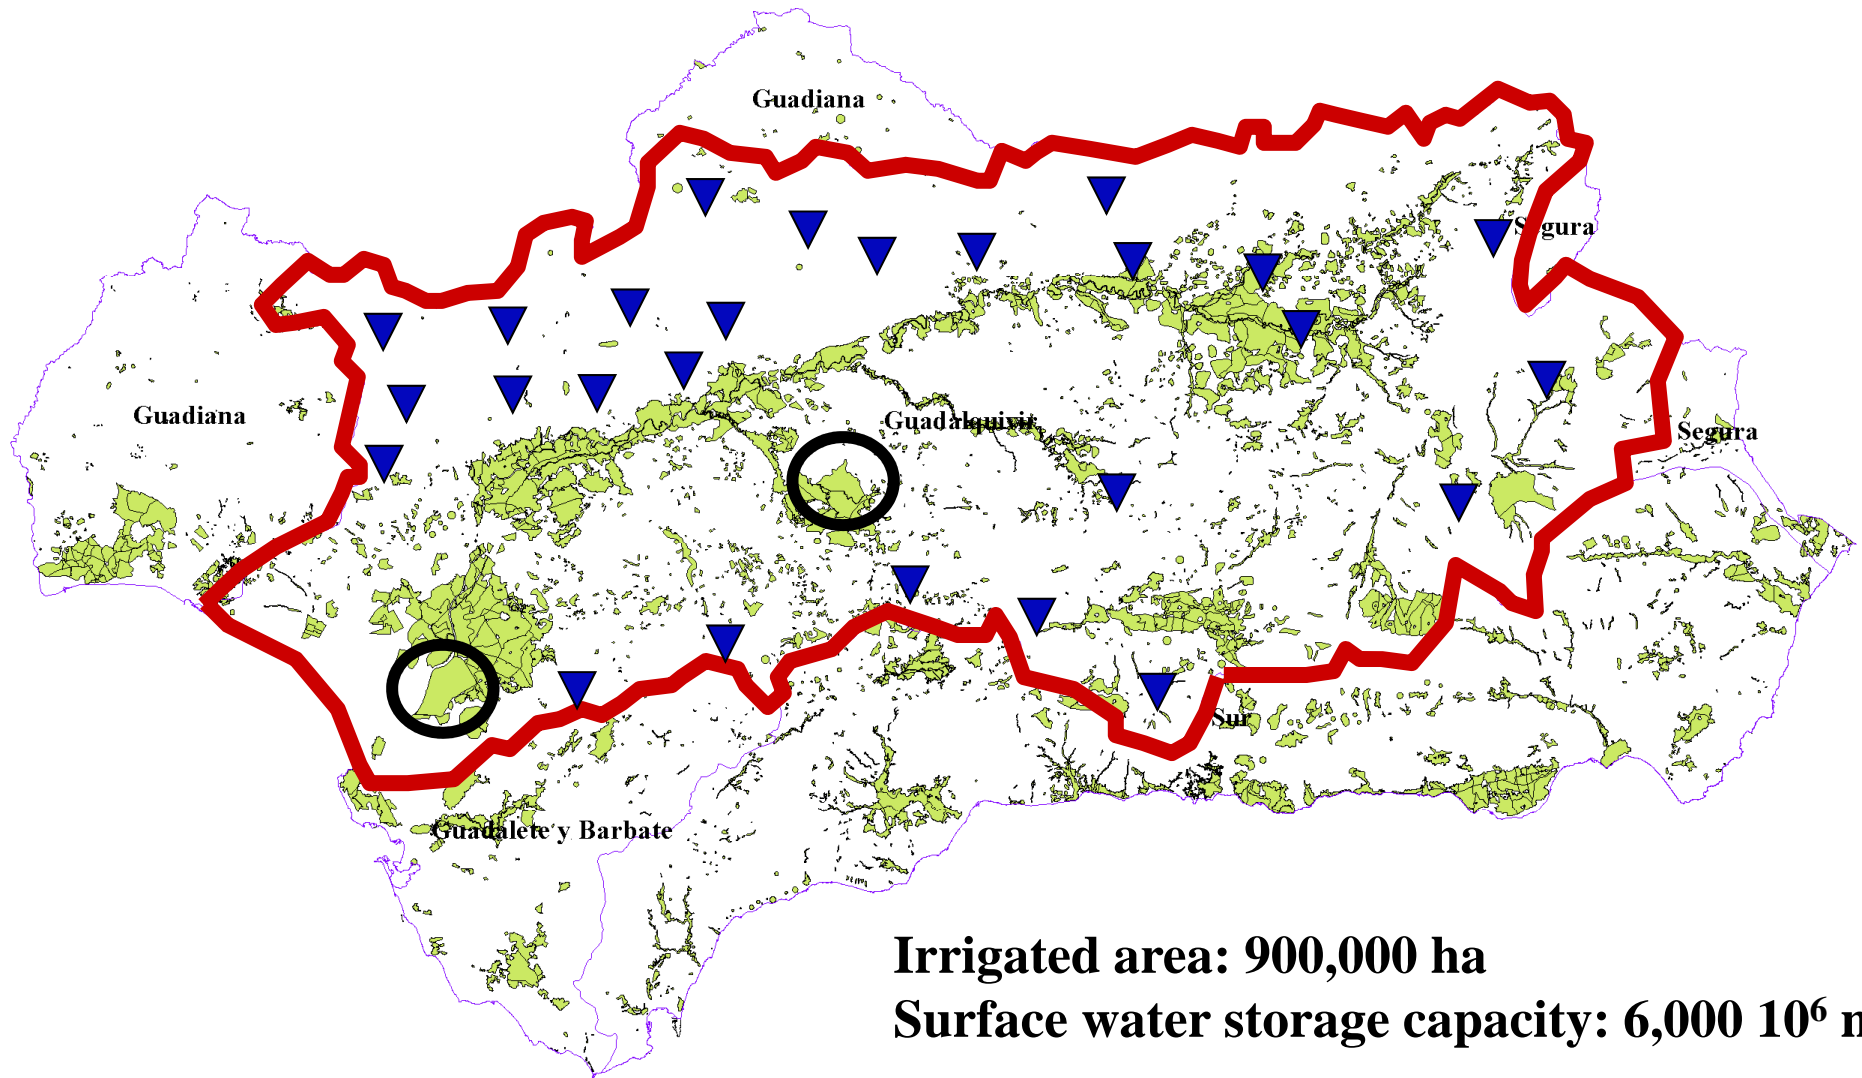 Guadiana
Segura
Guadiana
Guadalquivir
Segura
Sur
Guadalete y Barbate
Irrigated area: 900,000 ha
Surface water storage capacity: 6,000 10⁶